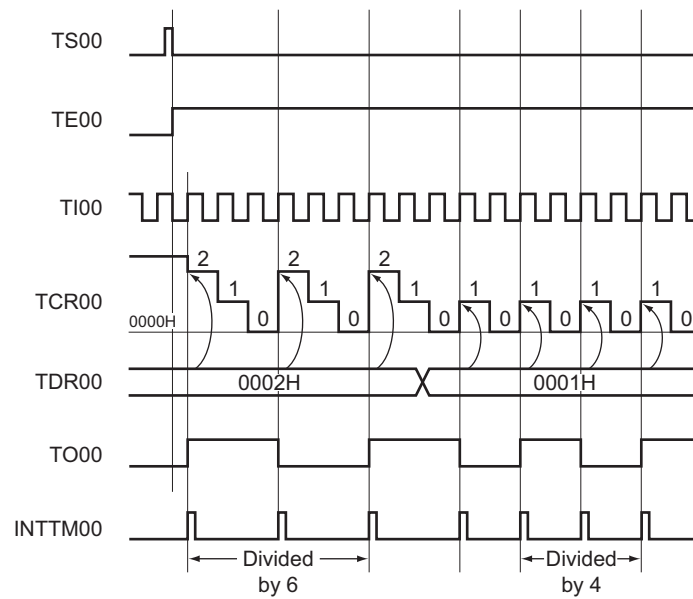 TS00
TE00
TI00
2 2 2
1 1 1 1 1 1 1
TCR00
0 0 0 0 0 0 0
0000H
TDR00
0002H 0001H
TO00
INTTM00
Divided Divided
by 6 by 4